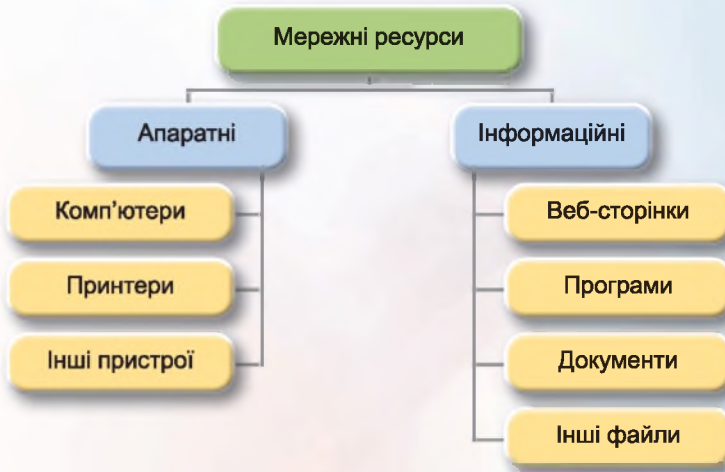 Мережні ресурси
Апаратні
Комп’ютери
Принтери
Інші пристрої
Інформаційні
Веб-сторінки
Програми
Документи
Інші файли